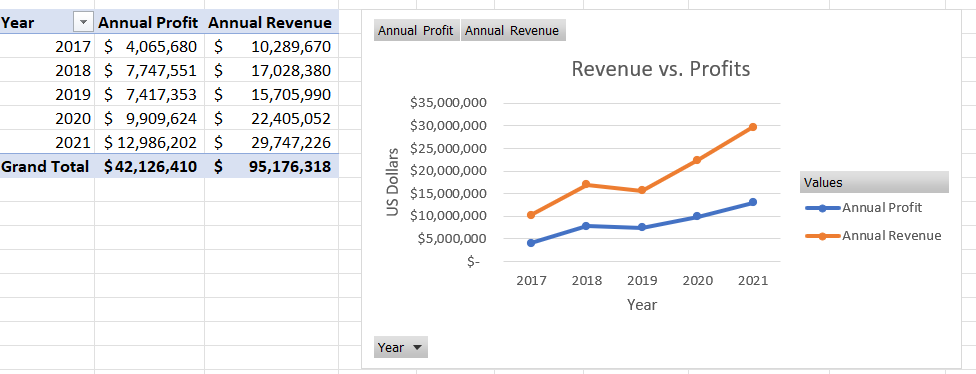 Year Annual Profit Annual Revenue
2017 $ 4,065,680 $ 10,289,670
2018 $ 7,747,551 $ 17,028,380
2019 $ 7,417,353 $ 15,705,990
2020 $ 9,909,624 $ 22,405,052
2021 $ 12,986,202 $ 29,747,226
Grand Total $ 42,126,410 $ 95,176,318
Annual Profit Annual Revenue
Revenue vs. Profits
US Dollars
$35,000,000
$30,000,000
$25,000,000
$20,000,000
$15,000,000
$10,000,000
$5,000,000
$-
2017 2018 2019 2020 2021
Year
Values
Annual Profit
Annual Revenue
Year